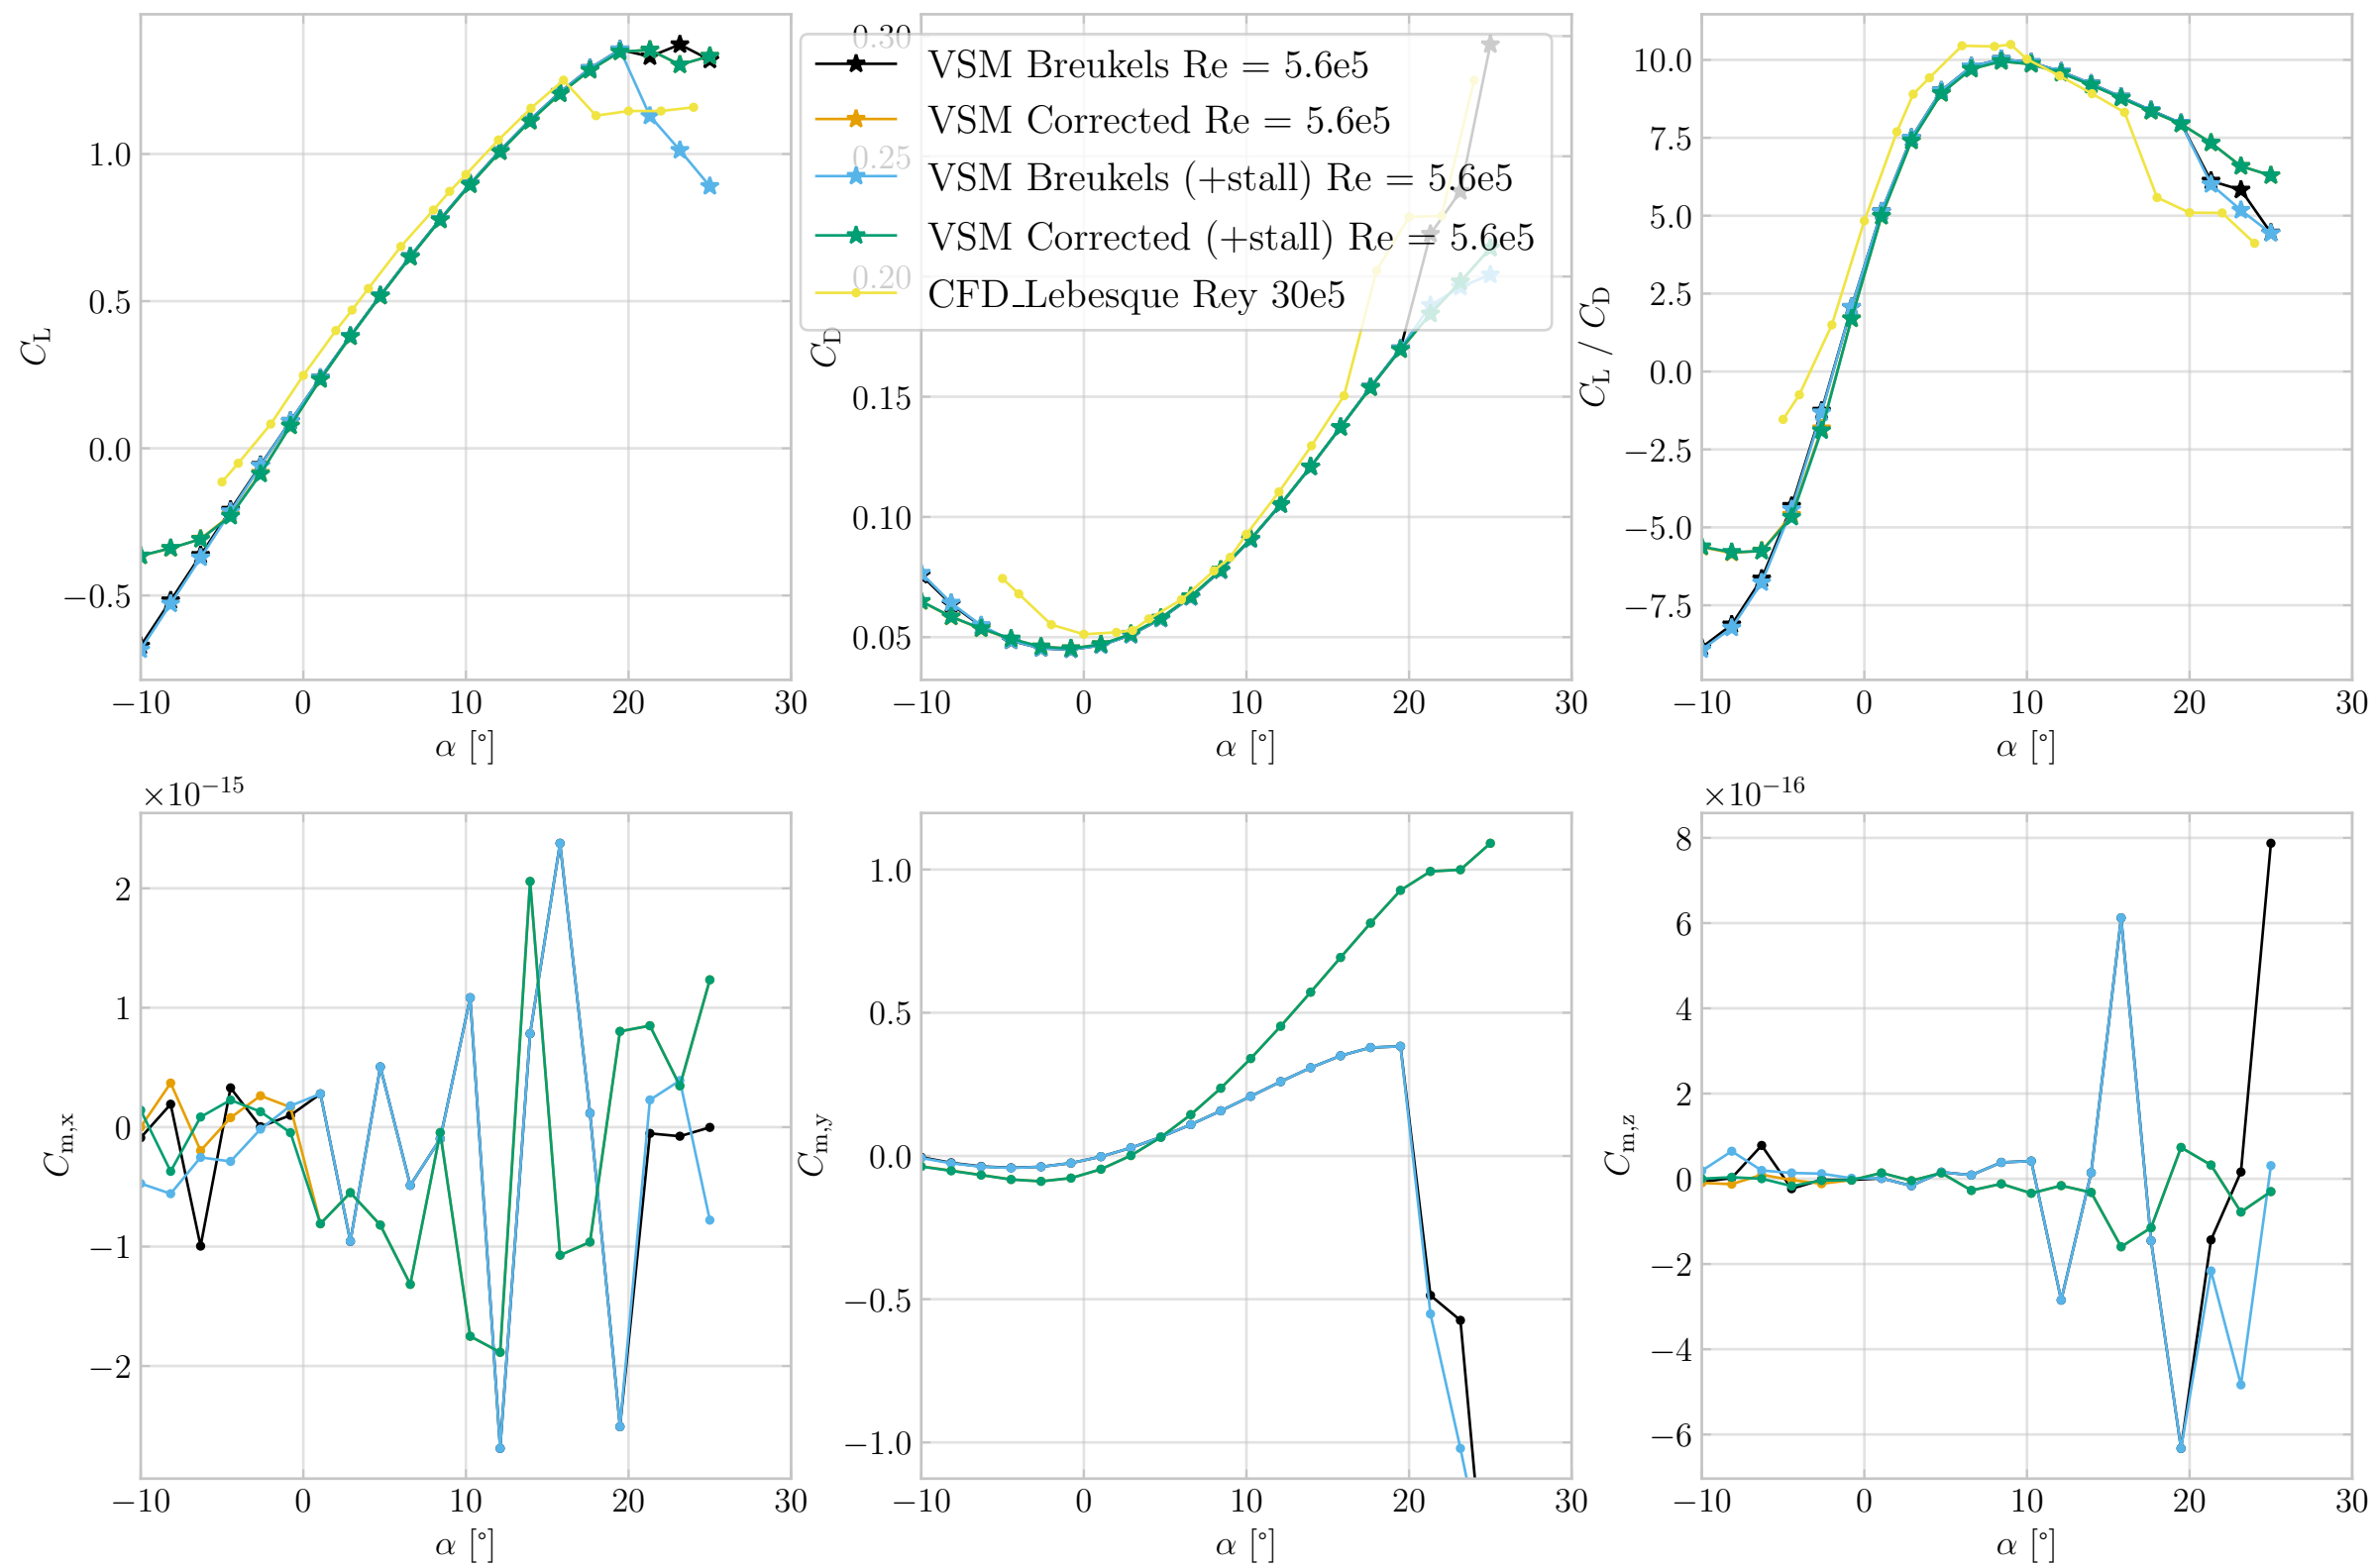 1.0
0.5
0.0
−0.5
C_L
−10 0 10 20 30
α [°]
0.30
0.25
0.20
0.15
0.10
0.05
C_D
−10 0 10 20 30
α [°]
VSM Breukels Re = 5.6e5
VSM Corrected Re = 5.6e5
VSM Breukels (+stall) Re = 5.6e5
VSM Corrected (+stall) Re = 5.6e5
CFD_Lebesque Rey 30e5
10.0
7.5
5.0
2.5
0.0
−2.5
−5.0
−7.5
C_L / C_D
−10 0 10 20 30
α [°]
×10^−15
2
1
0
−1
−2
C_m,x
−10 0 10 20 30
α [°]
1.0
0.5
0.0
−0.5
−1.0
C_m,y
−10 0 10 20 30
α [°]
×10^−16
8
6
4
2
0
−2
−4
−6
C_m,z
−10 0 10 20 30
α [°]